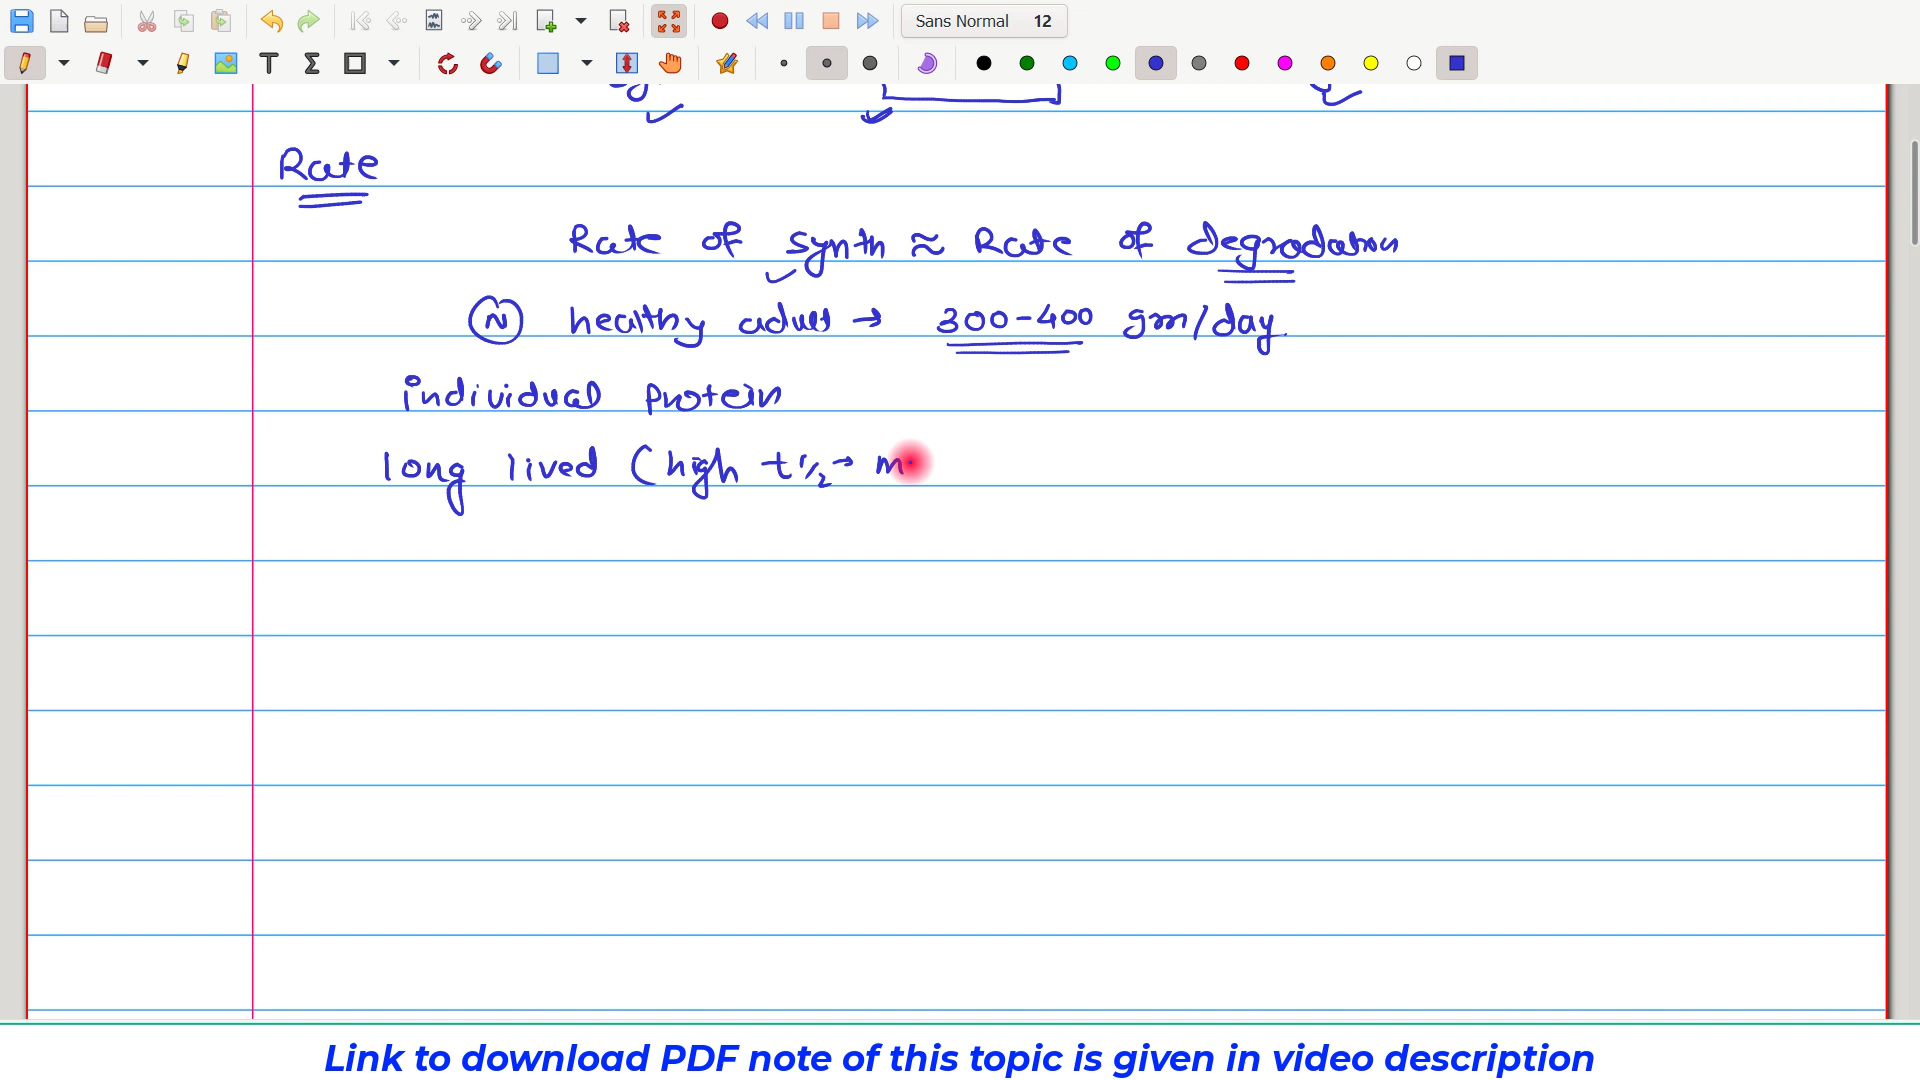 Sans Normal 12
Rate
Rate of synth ≈ Rate of degradation
(N) healthy adult → 300-400 gm/day.
individual protein
long lived (high t 1/2 → m
Link to download PDF note of this topic is given in video description